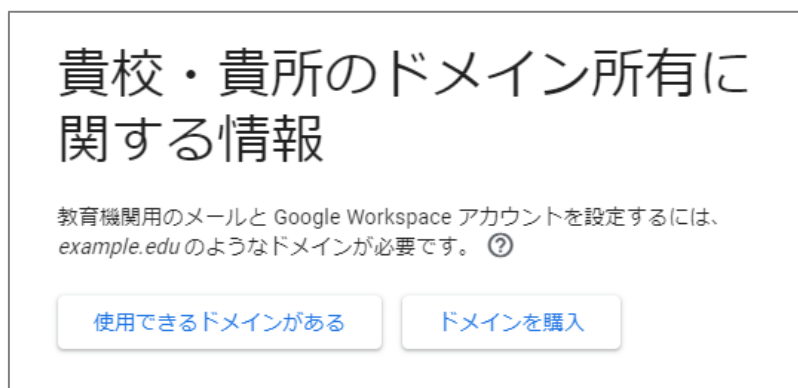 貴校・貴所のドメイン所有に
関する情報
教育機関用のメールと Google Workspace アカウントを設定するには、
example.edu のようなドメインが必要です。 ?
使用できるドメインがある
ドメインを購入